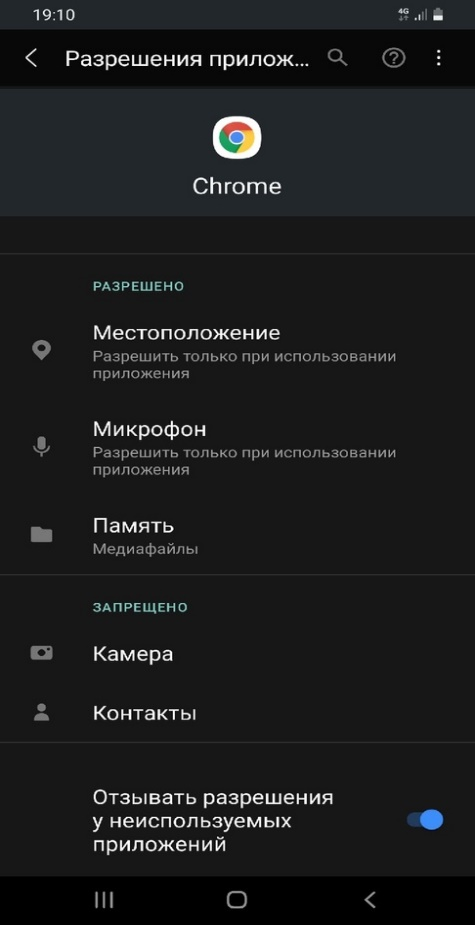 19:10
4G
Разрешения прилож...
Chrome
РАЗРЕШЕНО
Местоположение
Разрешить только при использовании
приложения
Микрофон
Разрешить только при использовании
приложения
Память
Медиафайлы
ЗАПРЕЩЕНО
Камера
Контакты
Отзывать разрешения
у неиспользуемых
приложений